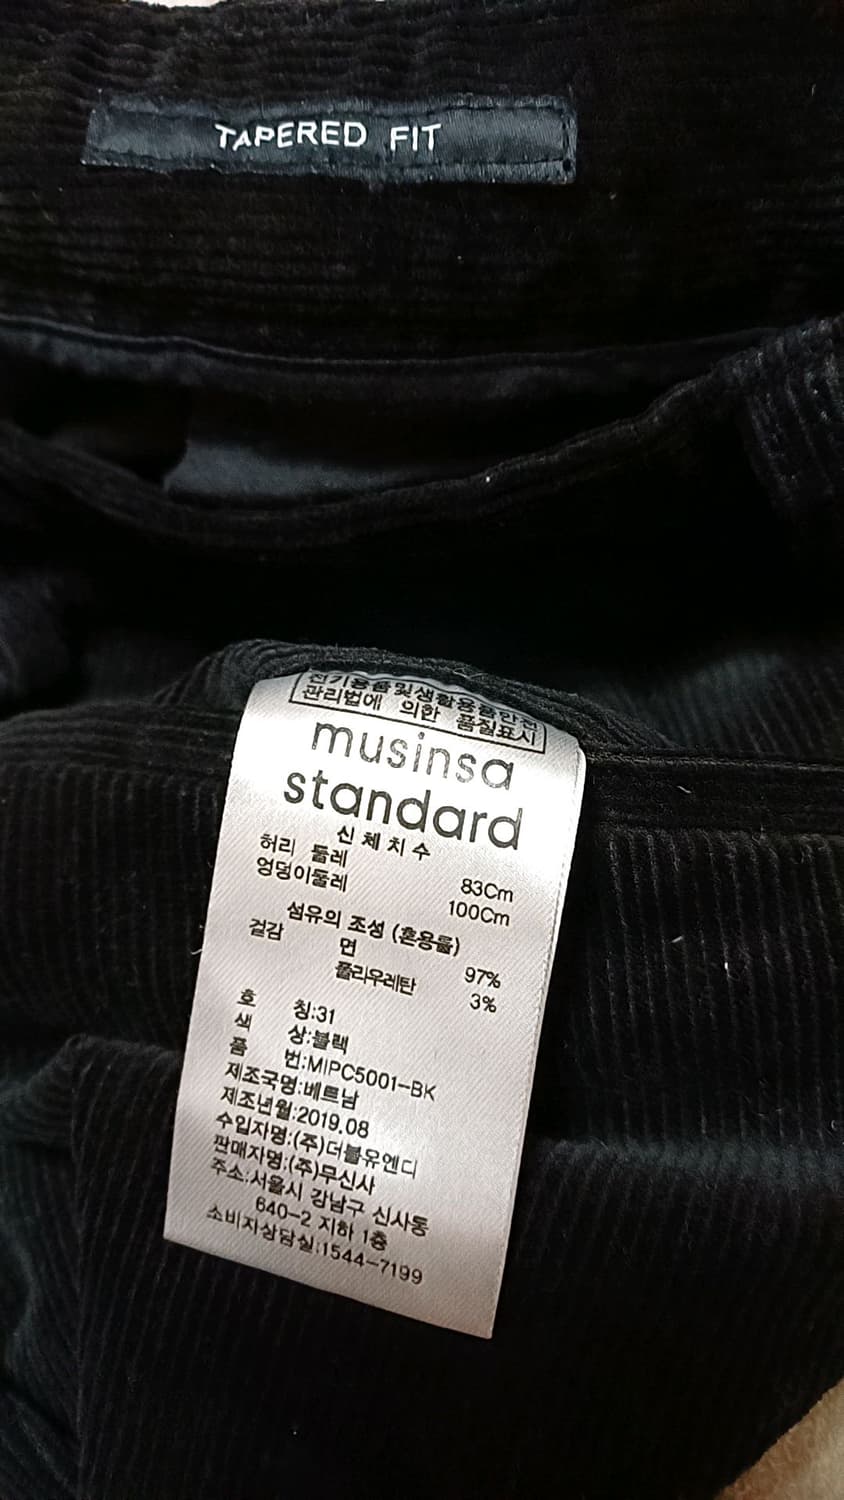 TAPERED FIT
전기용품및생활용품안전
관리법에 의한 품질표시
musinsa
standard
신체치수
허리 둘레 83Cm
엉덩이둘레 100Cm
섬유의 조성 (혼용률)
겉감 면 97%
폴리우레탄 3%
호 칭:31
색 상:블랙
품 번:MIPC5001-BK
제조국명:베트남
제조년월:2019.08
수입자명:(주)더블유엔디
판매자명:(주)무신사
주소:서울시 강남구 신사동
640-2 지하 1층
소비자상담실:1544-7199